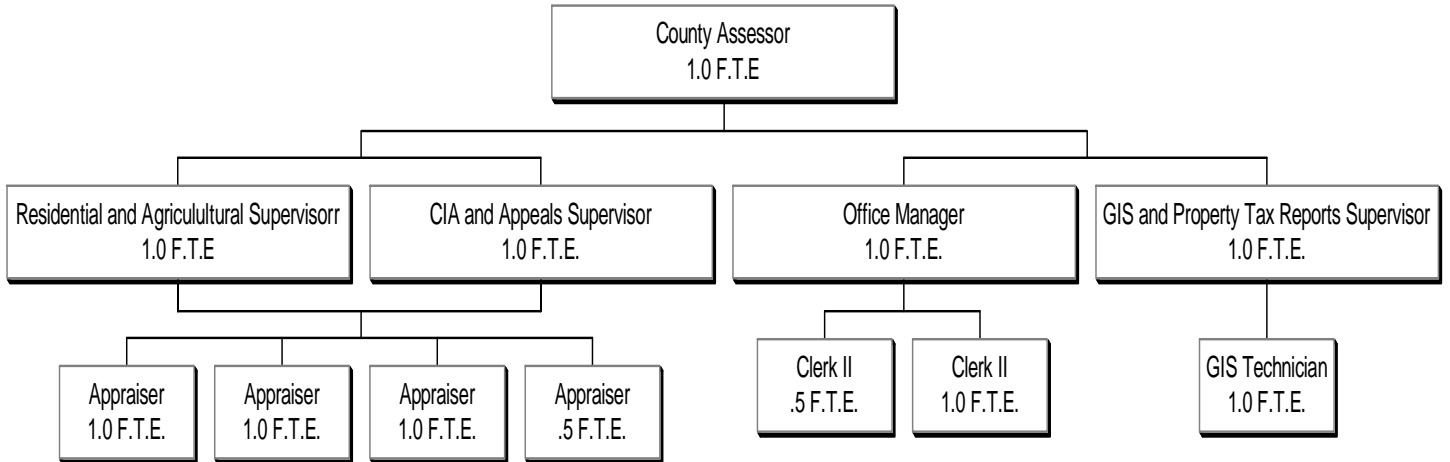 County Assessor
1.0 F.T.E
Residential and Agriculultural Supervisorr
1.0 F.T.E
CIA and Appeals Supervisor
1.0 F.T.E.
Office Manager
1.0 F.T.E.
GIS and Property Tax Reports Supervisor
1.0 F.T.E.
Appraiser
1.0 F.T.E.
Appraiser
1.0 F.T.E.
Appraiser
1.0 F.T.E.
Appraiser
.5 F.T.E.
Clerk II
.5 F.T.E.
Clerk II
1.0 F.T.E.
GIS Technician
1.0 F.T.E.